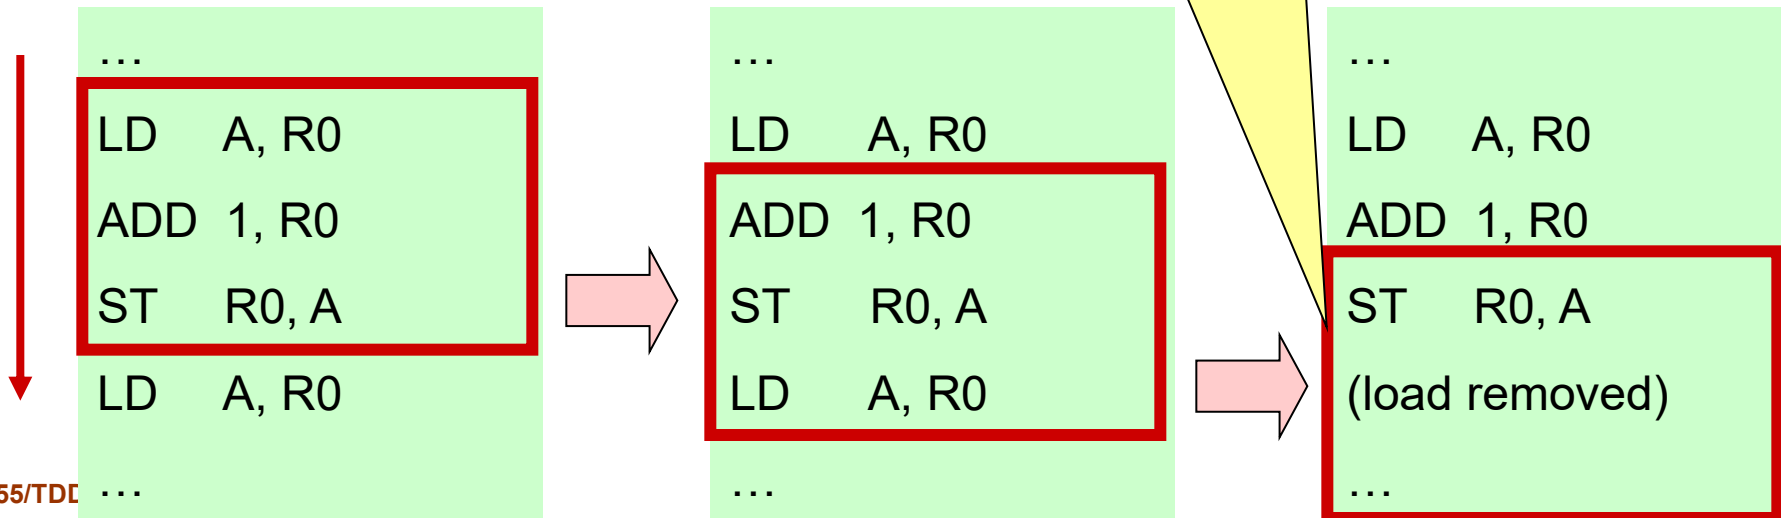 …
LD A, R0
ADD 1, R0
ST R0, A
LD A, R0
…
…
LD A, R0
ADD 1, R0
ST R0, A
LD A, R0
…
…
LD A, R0
ADD 1, R0
ST R0, A
(load removed)
…